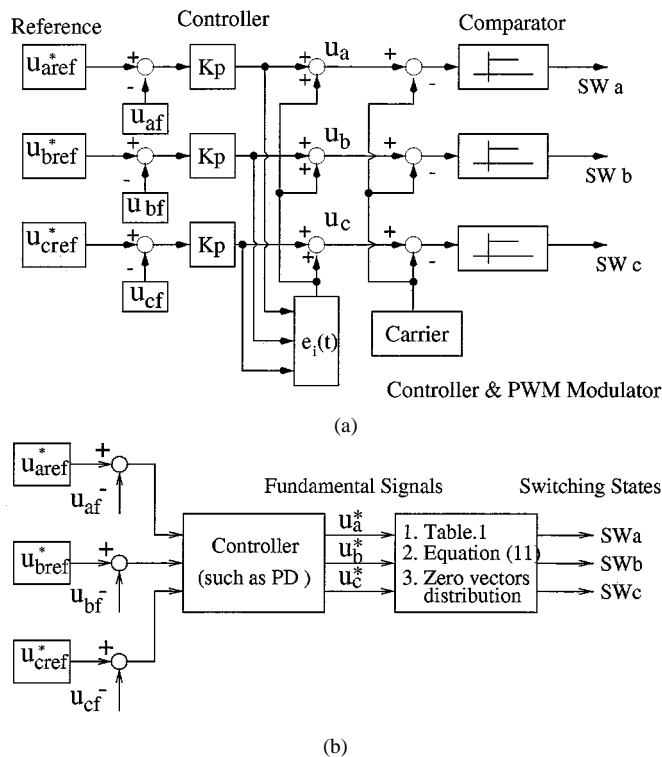 Reference Controller Comparator
u*aref + - Kp + + ua + - SW a
uaf
u*bref + - Kp + + ub + - SW b
ubf
u*cref + - Kp + + uc + - SW c
ucf
ei(t) Carrier
Controller & PWM Modulator
(a)
u*aref + -
uaf
Fundamental Signals Switching States
u*bref + -
ubf
Controller
(such as PD )
u*a
u*b
u*c
1. Table.1
2. Equation (11)
3. Zero vectors
distribution
SWa
SWb
SWc
u*cref + -
ucf
(b)